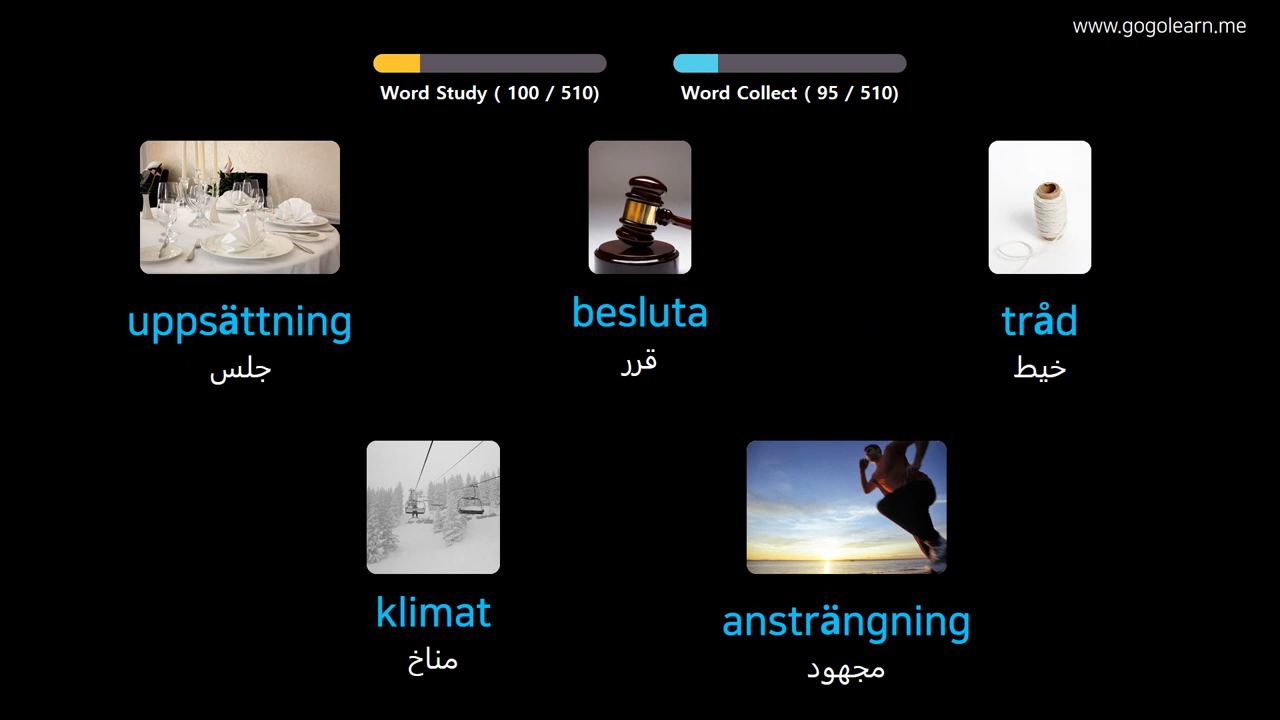 www.gogolearn.me
Word Study ( 100 / 510)
Word Collect ( 95 / 510)
uppsättning
جلس
besluta
قرر
tråd
خيط
klimat
مناخ
ansträngning
مجهود